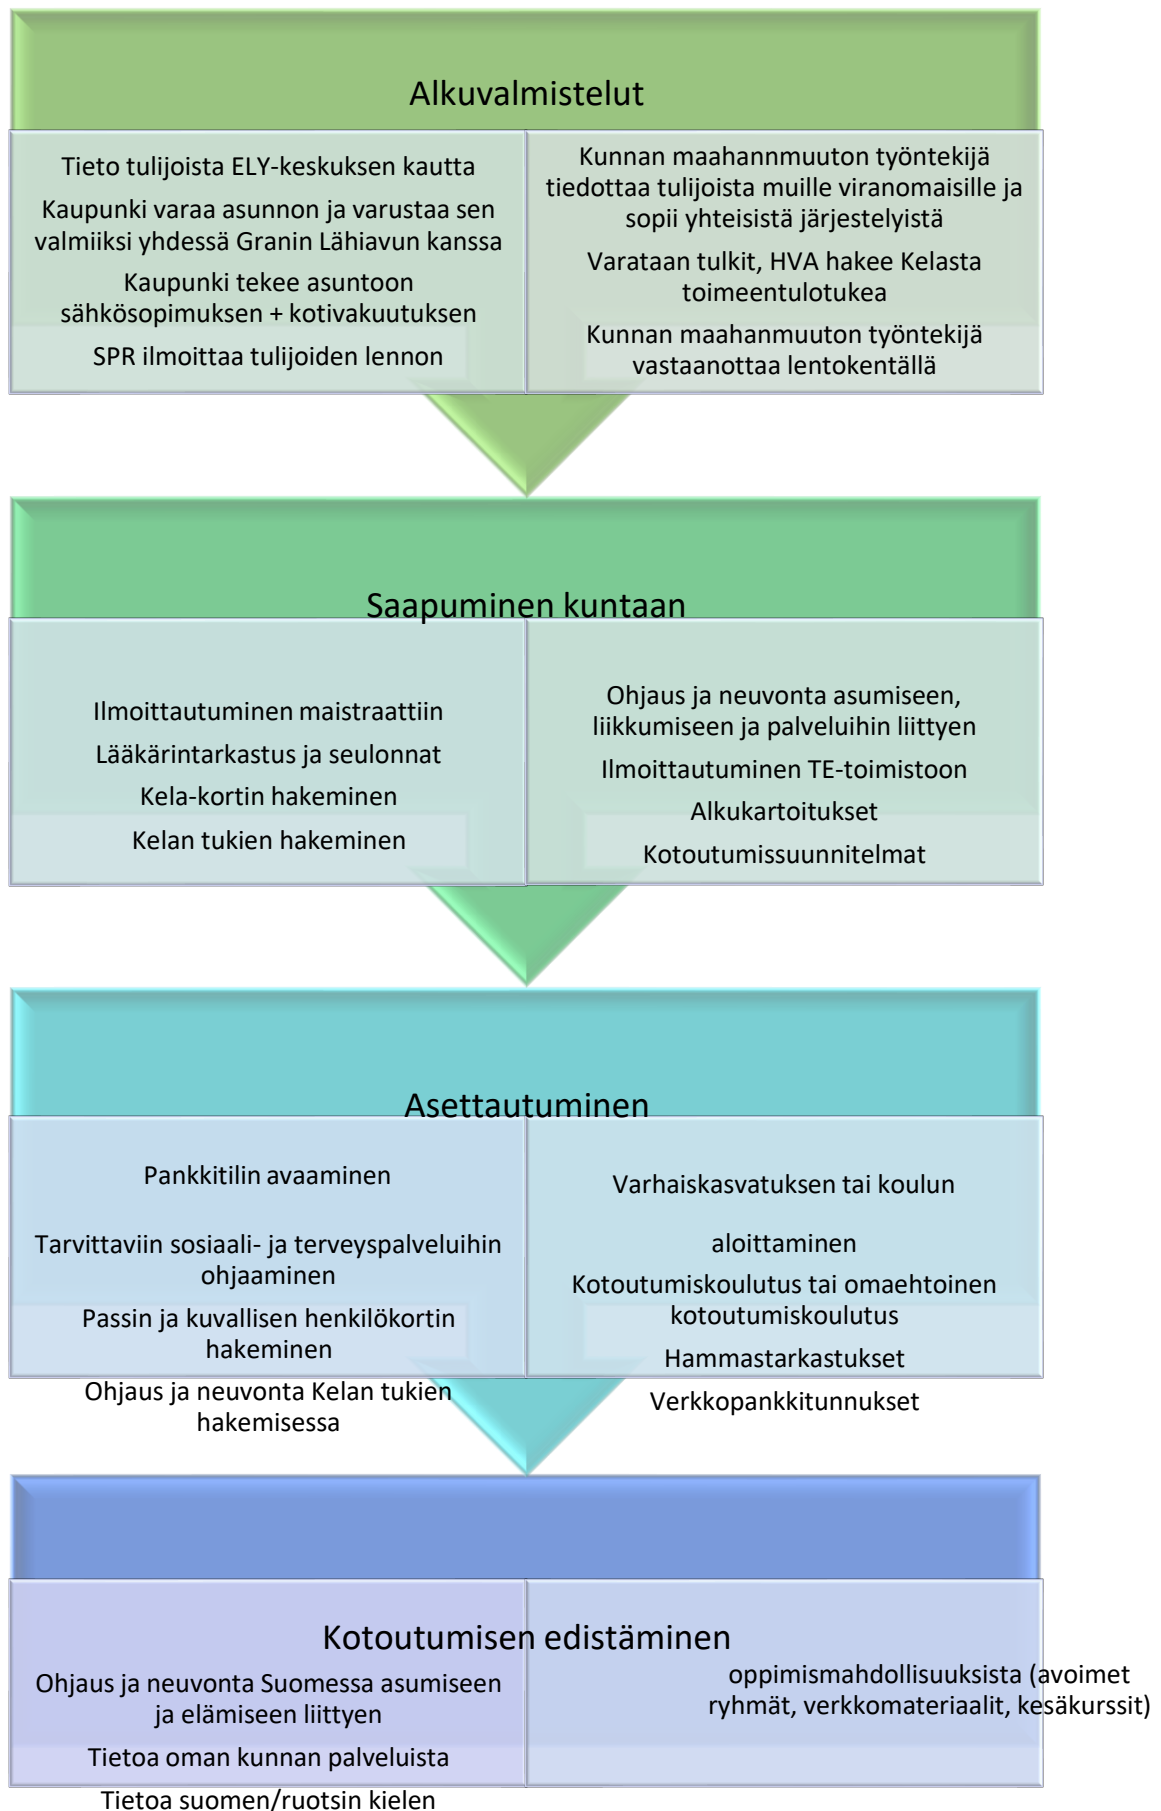 Alkuvalmistelut
Tieto tulijoista ELY-keskuksen kautta
Kaupunki varaa asunnon ja varustaa sen
valmiiksi yhdessä Granin Lähiavun kanssa
Kaupunki tekee asuntoon
sähkösopimuksen + kotivakuutuksen
SPR ilmoittaa tulijoiden lennon
Kunnan maahannmuuton työntekijä
tiedottaa tulijoista muille viranomaisille ja
sopii yhteisistä järjestelyistä
Varataan tulkit, HVA hakee Kelasta
toimeentulotukea
Kunnan maahanmuuton työntekijä
vastaanottaa lentokentällä
Saapuminen kuntaan
Ilmoittautuminen maistraattiin
Lääkärintarkastus ja seulonnat
Kela-kortin hakeminen
Kelan tukien hakeminen
Ohjaus ja neuvonta asumiseen,
liikkumiseen ja palveluihin liittyen
Ilmoittautuminen TE-toimistoon
Alkukartoitukset
Kotoutumissuunnitelmat
Asettautuminen
Pankkitilin avaaminen
Tarvittaviin sosiaali- ja terveyspalveluihin
ohjaaminen
Passin ja kuvallisen henkilökortin
hakeminen
Ohjaus ja neuvonta Kelan tukien
hakemisessa
Varhaiskasvatuksen tai koulun
aloittaminen
Kotoutumiskoulutus tai omaehtoinen
kotoutumiskoulutus
Hammastarkastukset
Verkkopankkitunnukset
Kotoutumisen edistäminen
Ohjaus ja neuvonta Suomessa asumiseen
ja elämiseen liittyen
Tietoa oman kunnan palveluista
Tietoa suomen/ruotsin kielen
oppimismahdollisuuksista (avoimet
ryhmät, verkkomateriaalit, kesäkurssit)